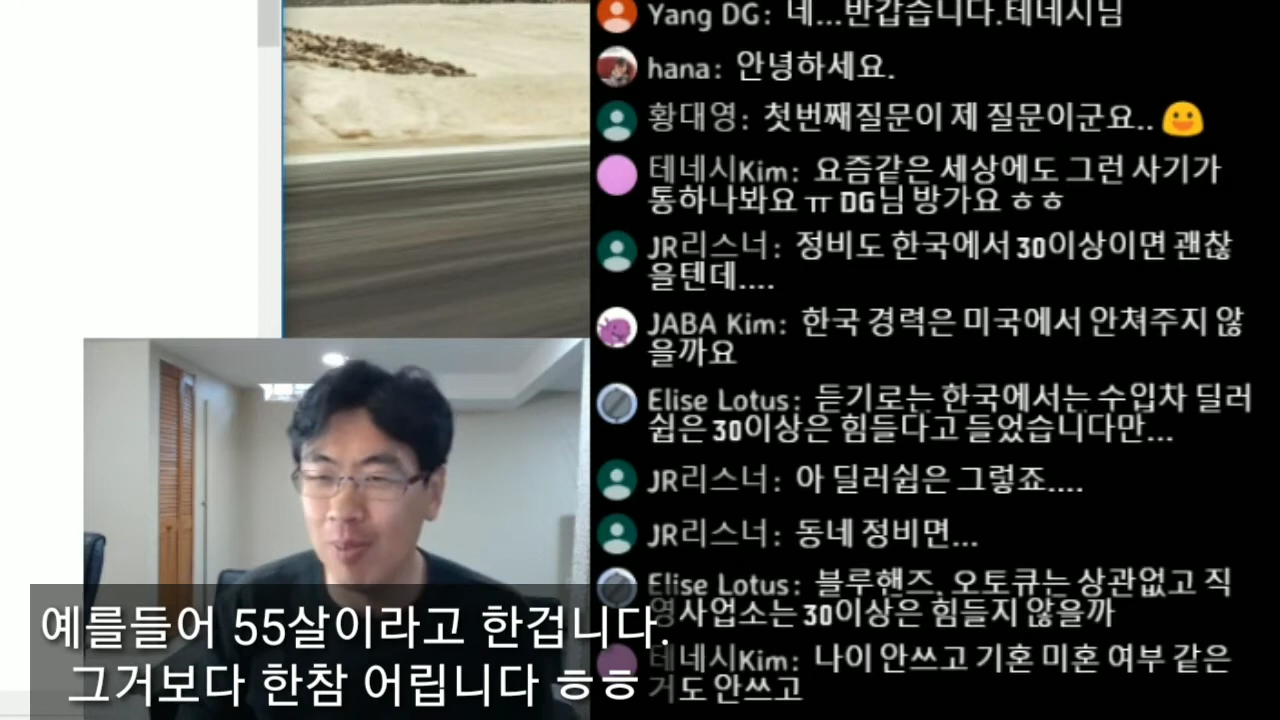 Yang DG: 네...반갑습니다.테네시님
hana: 안녕하세요.
황대영: 첫번째질문이 제 질문이군요..
테네시Kim: 요즘같은 세상에도 그런 사기가
통하나봐요 ㅠ DG님 방가요 ㅎㅎ
JR리스너: 정비도 한국에서 30이상이면 괜찮
을텐데....
JABA Kim: 한국 경력은 미국에서 안쳐주지 않
을까요
Elise Lotus: 듣기로는 한국에서는 수입차 딜러
쉽은 30이상은 힘들다고 들었습니다만...
JR리스너: 아 딜러쉽은 그렇죠....
JR리스너: 동네 정비면...
Elise Lotus: 블루핸즈, 오토큐는 상관없고 직
영사업소는 30이상은 힘들지 않을까
테네시Kim: 나이 안쓰고 기혼 미혼 여부 같은
거도 안쓰고
예를들어 55살이라고 한겁니다.
그거보다 한참 어립니다 ㅎㅎ